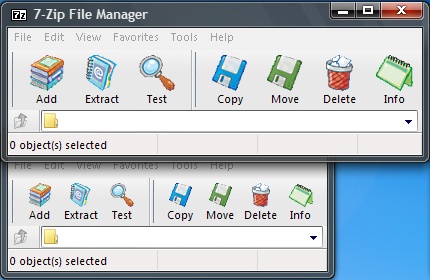 7-Zip File Manager
File Edit View Favorites Tools Help
Add Extract Test Copy Move Delete Info
0 object(s) selected
File Edit View Favorites Tools Help
Add Extract Test Copy Move Delete Info
0 object(s) selected